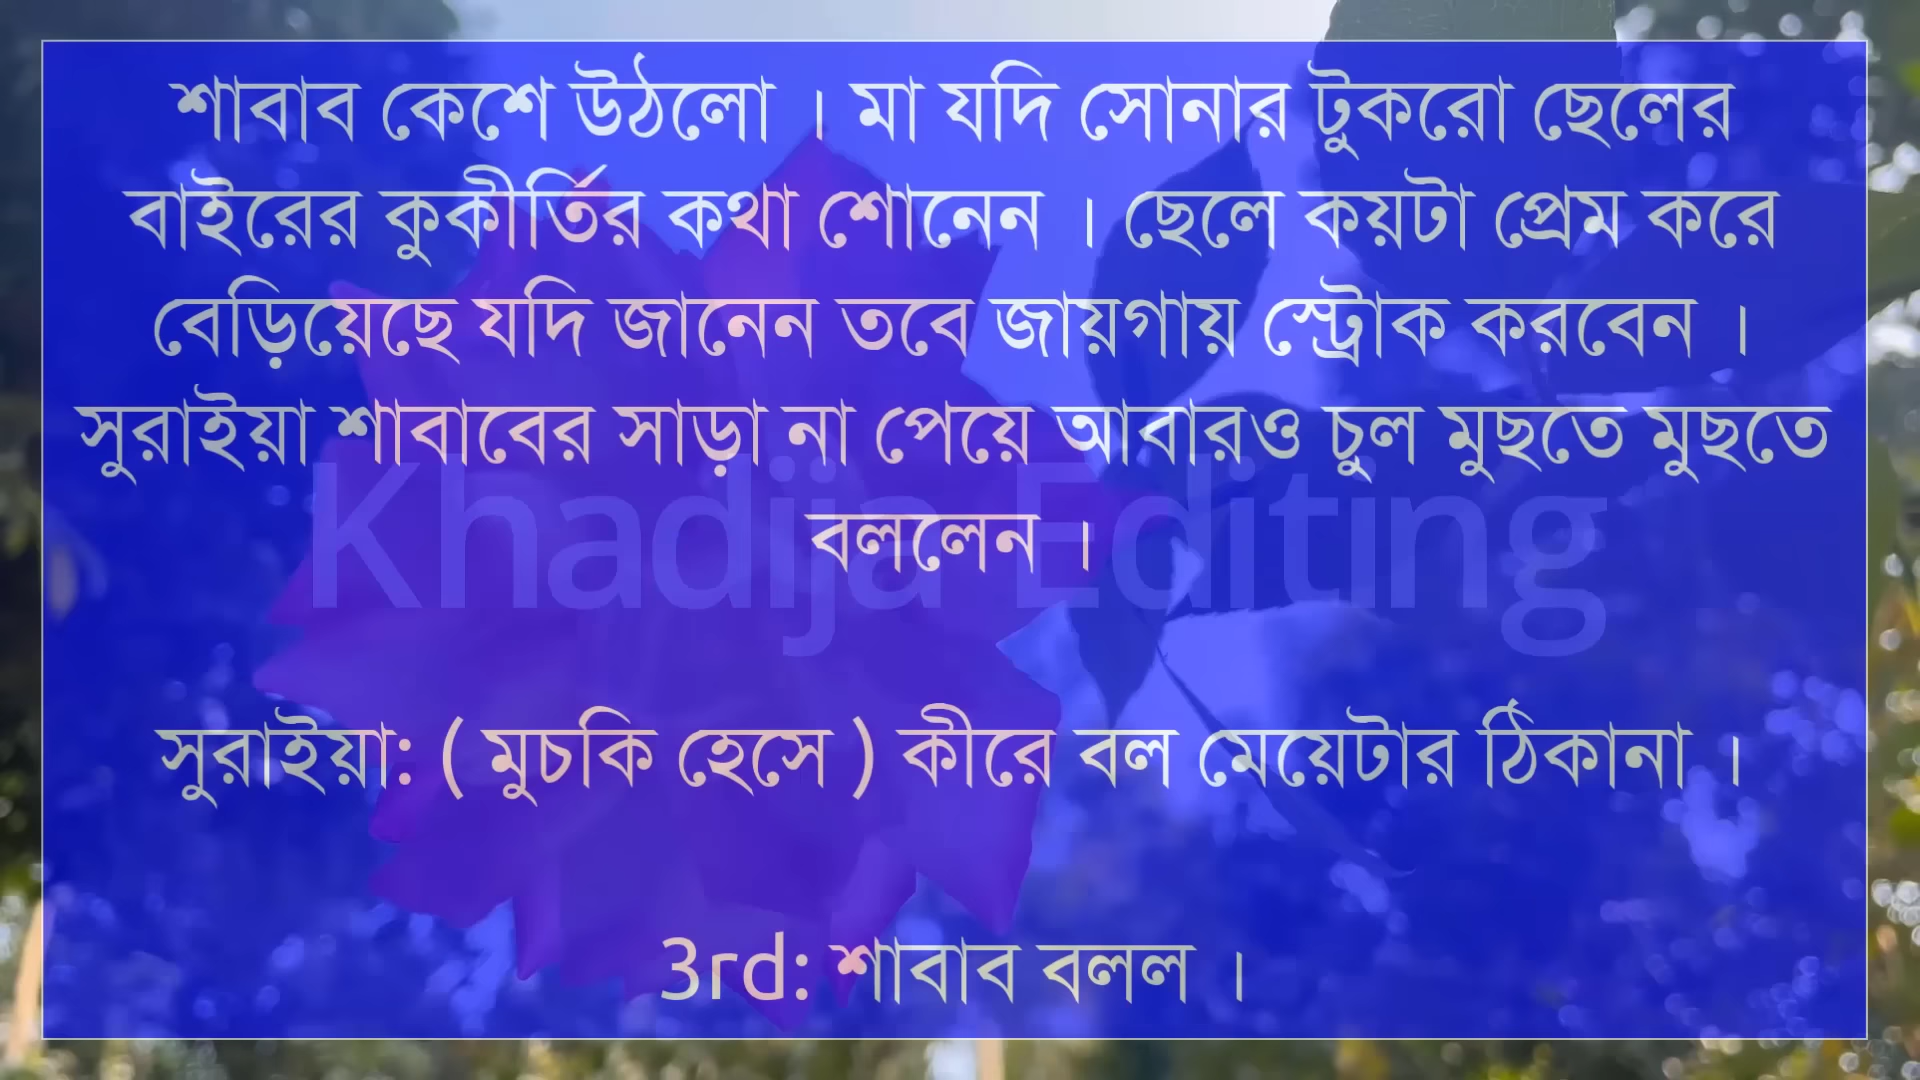 শাবাব কেশে উঠলো । মা যদি সোনার টুকরো ছেলের
বাইরের কুকীর্তির কথা শোনেন । ছেলে কয়টা প্রেম করে
বেড়িয়েছে যদি জানেন তবে জায়গায় স্ট্রোক করবেন ।
সুরাইয়া শাবাবের সাড়া না পেয়ে আবারও চুল মুছতে মুছতে
বললেন ।
Khadija Editing
সুরাইয়া: ( মুচকি হেসে ) কীরে বল মেয়েটার ঠিকানা ।
3rd: শাবাব বলল ।